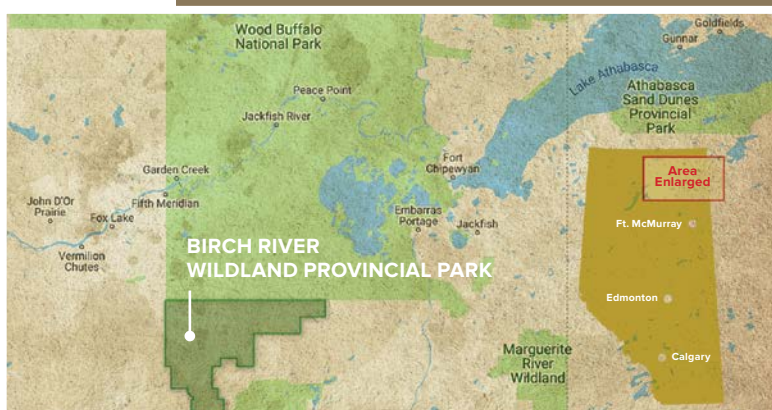 Goldfields
Gunnar
Wood Buffalo
National Park
Lake Athabasca
Peace Point
Athabasca
Sand Dunes
Provincial
Park
Jackfish River
Fort
Chipewyan
Garden Creek
Area
Enlarged
John D'Or
Prairie
Fifth Meridian
Fox Lake
Embarras
Portage
Jackfish
Ft. McMurray
Vermilion
Chutes
BIRCH RIVER
WILDLAND PROVINCIAL PARK
Edmonton
Marguerite
River
Wildland
Calgary